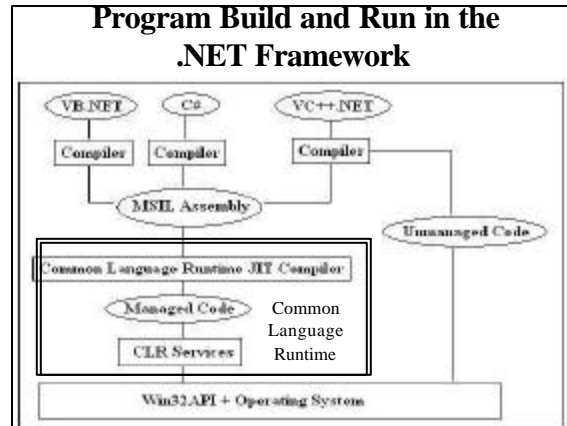 Program Build and Run in the
.NET Framework
VB.NET
C#
VC++.NET
Compiler
Compiler
Compiler
MSIL Assembly
Unmanaged Code
Common Language Runtime JIT Compiler
Managed Code
Common
Language
Runtime
CLR Services
Win32API + Operating System